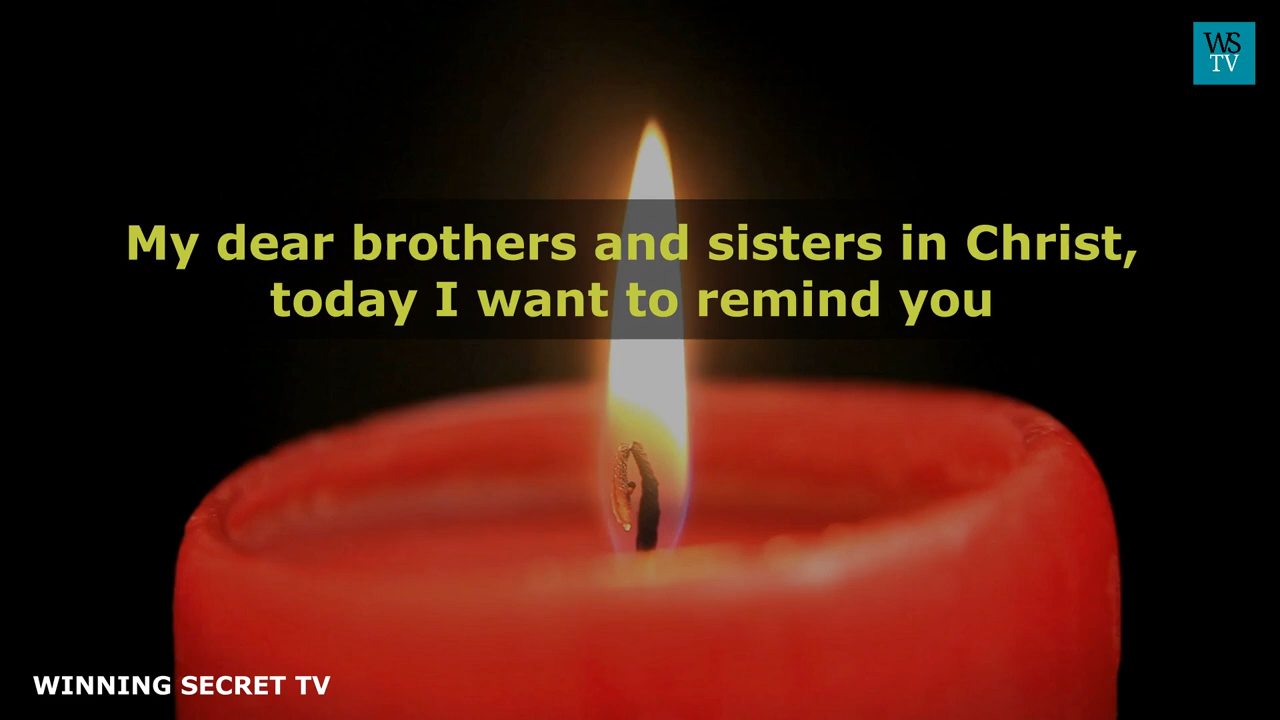 WS
TV
My dear brothers and sisters in Christ,
today I want to remind you
WINNING SECRET TV